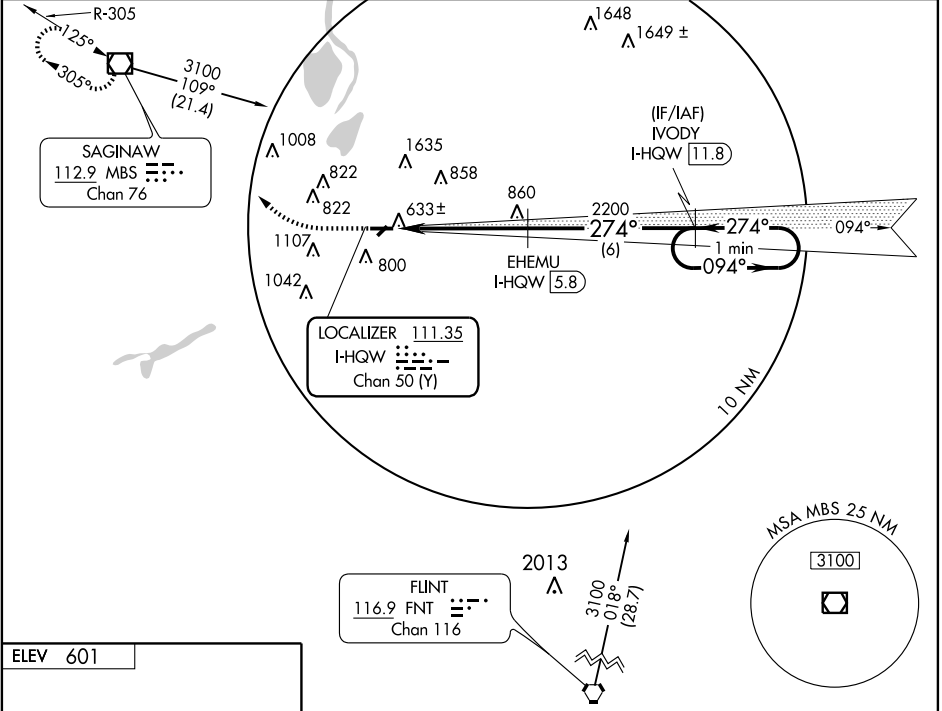 R-305
125°
305°
3100
109°
(21.4)
SAGINAW
112.9 MBS
Chan 76
1648
1649 ±
(IF/IAF)
IVODY
I-HQW 11.8
1008
1635
822
858
822
633±
860
2200
274°
(6)
274°
094°
1 min
094°
1107
800
1042
EHEMU
I-HQW 5.8
LOCALIZER 111.35
I-HQW
Chan 50 (Y)
10 NM
2013
3100
018°
(28.7)
FLINT
116.9 FNT
Chan 116
MSA MBS 25 NM
3100
ELEV 601